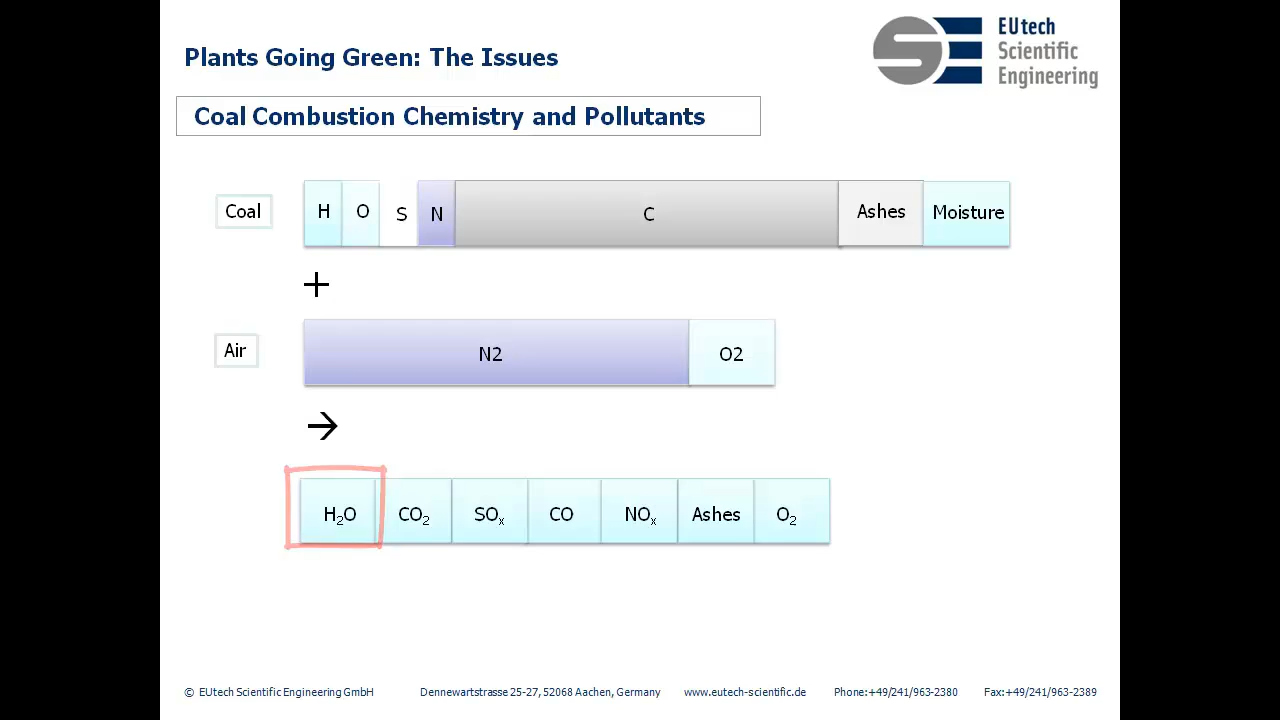 EUtech
Scientific
Engineering
Plants Going Green: The Issues
Coal Combustion Chemistry and Pollutants
Coal H O S N C Ashes Moisture
+
Air N2 O2
→
H₂O CO₂ SOₓ CO NOₓ Ashes O₂
© EUtech Scientific Engineering GmbH Dennewartstrasse 25-27, 52068 Aachen, Germany www.eutech-scientific.de Phone:+49/241/963-2380 Fax:+49/241/963-2389